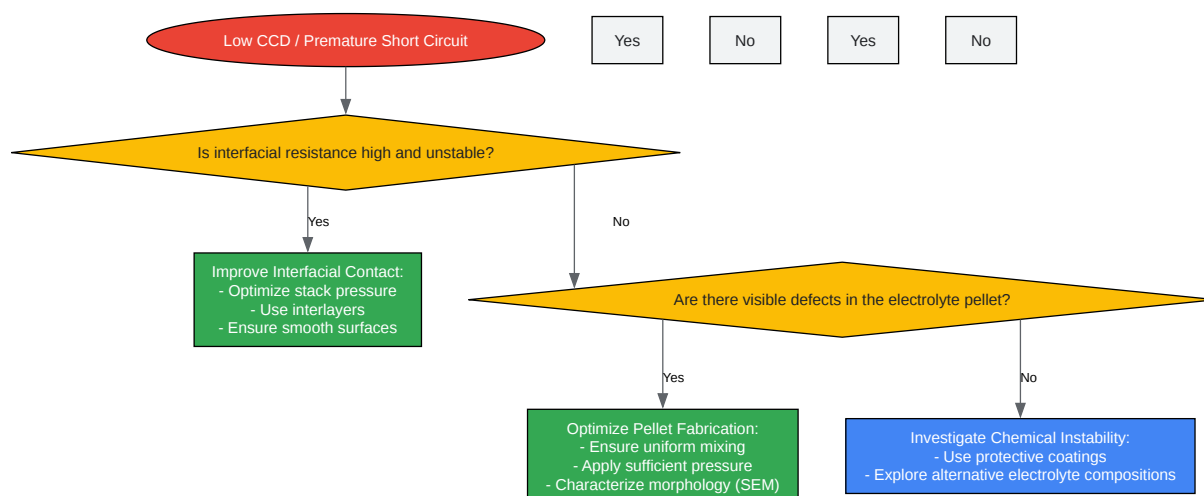 Low CCD / Premature Short Circuit
Yes
No
Yes
No
Is interfacial resistance high and unstable?
Yes
No
Improve Interfacial Contact:
- Optimize stack pressure
- Use interlayers
- Ensure smooth surfaces
Are there visible defects in the electrolyte pellet?
Yes
No
Optimize Pellet Fabrication:
- Ensure uniform mixing
- Apply sufficient pressure
- Characterize morphology (SEM)
Investigate Chemical Instability:
- Use protective coatings
- Explore alternative electrolyte compositions